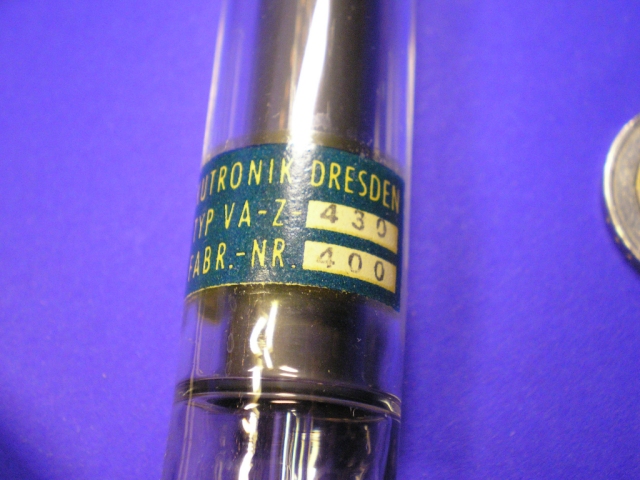 UTRONIK DRESDEN
TYP VA-Z-430
FABR.-NR. 400